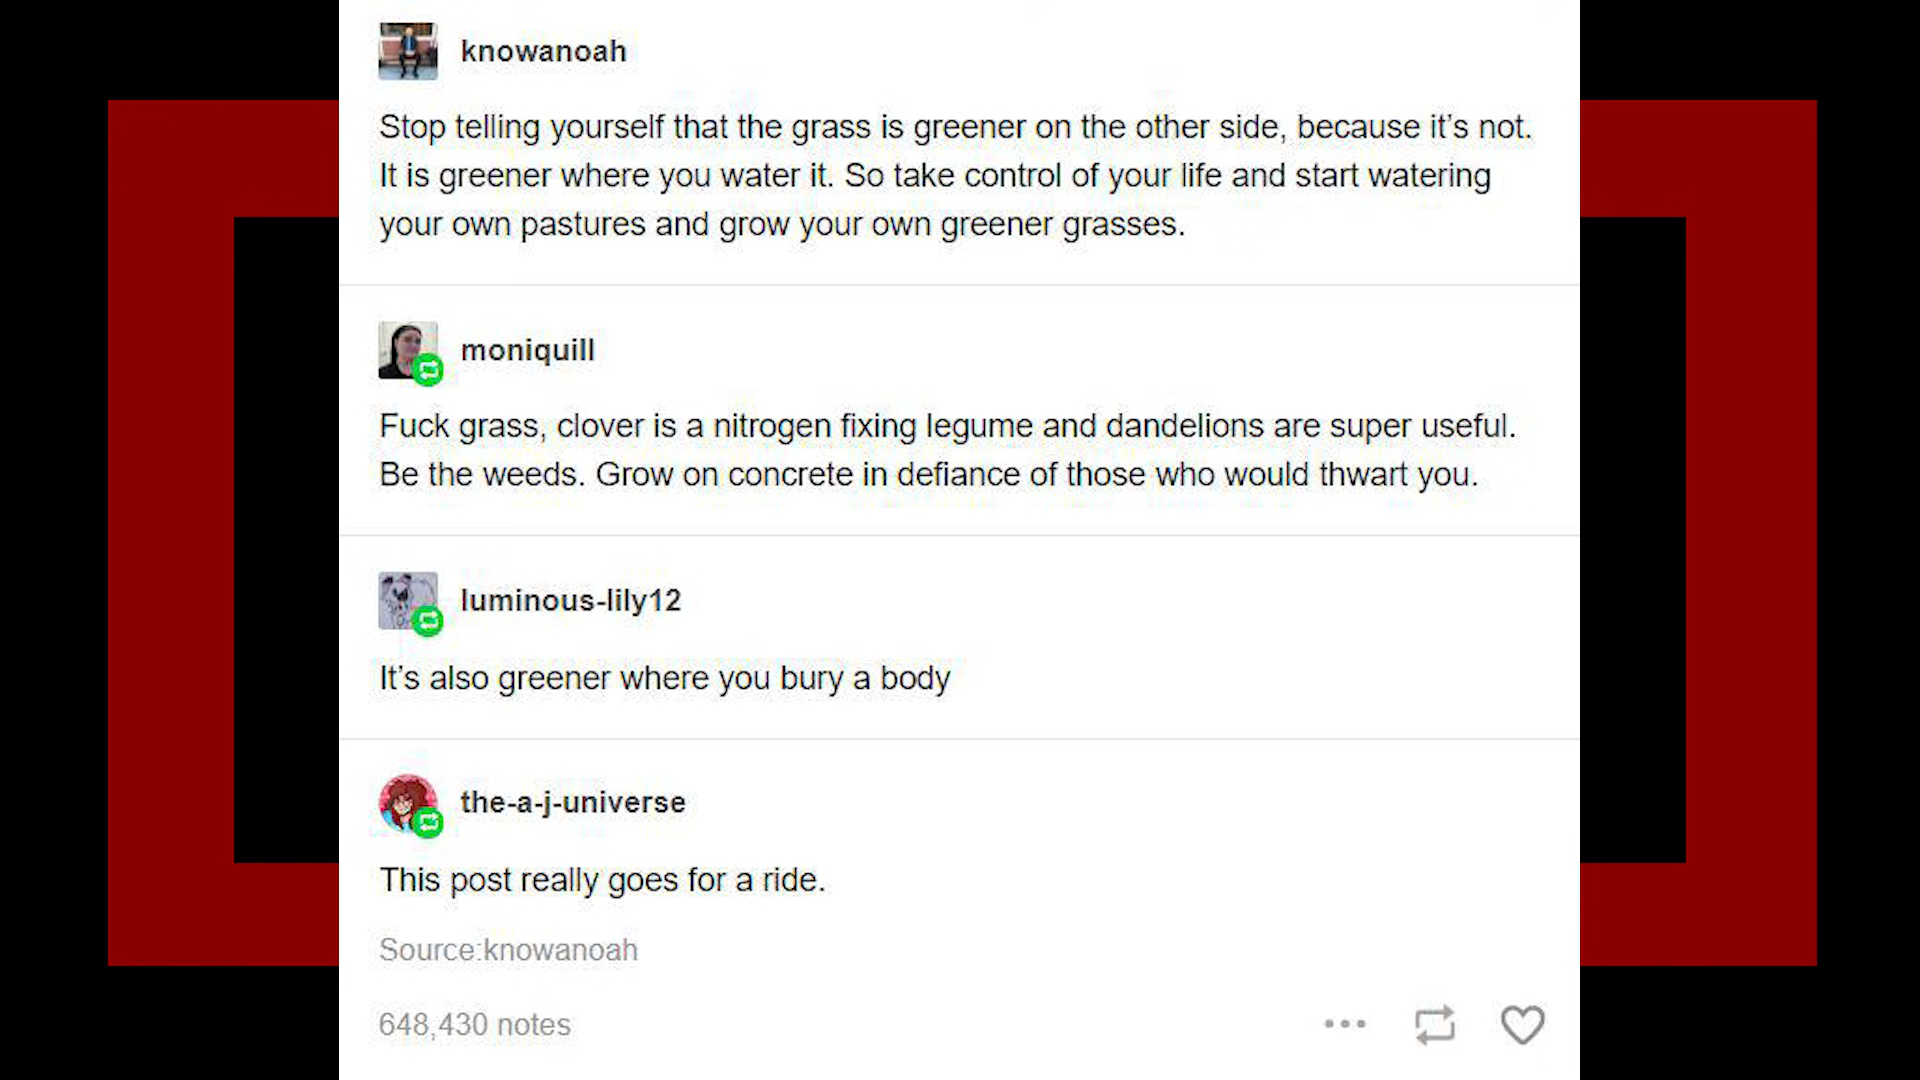 knowanoah
Stop telling yourself that the grass is greener on the other side, because it’s not.
It is greener where you water it. So take control of your life and start watering
your own pastures and grow your own greener grasses.
moniquill
Fuck grass, clover is a nitrogen fixing legume and dandelions are super useful.
Be the weeds. Grow on concrete in defiance of those who would thwart you.
luminous-lily12
It’s also greener where you bury a body
the-a-j-universe
This post really goes for a ride.
Source:knowanoah
648,430 notes